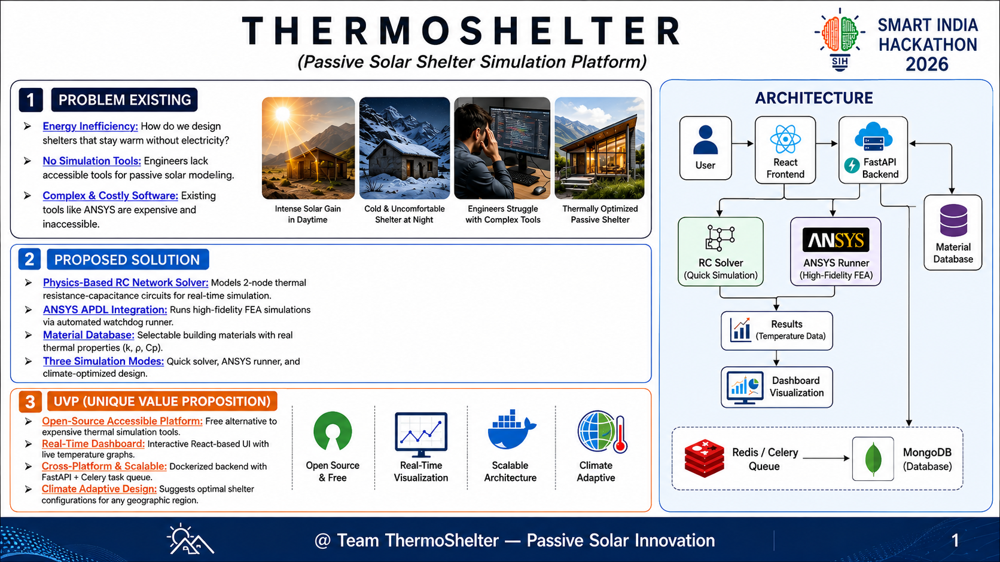 THERMOSHELTER
(Passive Solar Shelter Simulation Platform)
SIH
SMART INDIA
HACKATHON
2026
1 PROBLEM EXISTING
➢ Energy Inefficiency: How do we design
shelters that stay warm without electricity?
➢ No Simulation Tools: Engineers lack
accessible tools for passive solar modeling.
➢ Complex & Costly Software: Existing
tools like ANSYS are expensive and
inaccessible.
Intense Solar Gain
in Daytime
Cold & Uncomfortable
Shelter at Night
Engineers Struggle
with Complex Tools
Thermally Optimized
Passive Shelter
2 PROPOSED SOLUTION
➢ Physics-Based RC Network Solver: Models 2-node thermal
resistance-capacitance circuits for real-time simulation.
➢ ANSYS APDL Integration: Runs high-fidelity FEA simulations
via automated watchdog runner.
➢ Material Database: Selectable building materials with real
thermal properties (k, ρ, Cp).
➢ Three Simulation Modes: Quick solver, ANSYS runner, and
climate-optimized design.
3 UVP (UNIQUE VALUE PROPOSITION)
➢ Open-Source Accessible Platform: Free alternative to
expensive thermal simulation tools.
➢ Real-Time Dashboard: Interactive React-based UI with
live temperature graphs.
➢ Cross-Platform & Scalable: Dockerized backend with
FastAPI + Celery task queue.
➢ Climate Adaptive Design: Suggests optimal shelter
configurations for any geographic region.
Open Source
& Free
Real-Time
Visualization
Scalable
Architecture
Climate
Adaptive
ARCHITECTURE
User
React
Frontend
FastAPI
Backend
Material
Database
RC Solver
(Quick Simulation)
ANSYS
ANSYS Runner
(High-Fidelity FEA)
Results
(Temperature Data)
Dashboard
Visualization
Redis / Celery
Queue
MongoDB
(Database)
@ Team ThermoShelter — Passive Solar Innovation
1